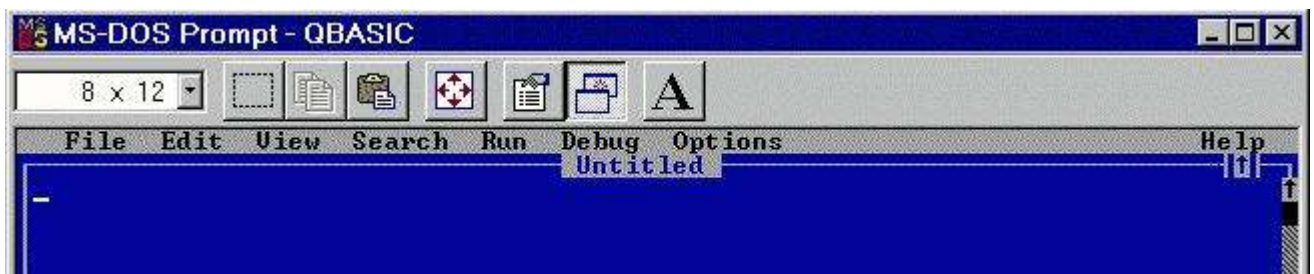 MS-DOS Prompt - QBASIC
8 x 12 A
File Edit View Search Run Debug Options Help
Untitled